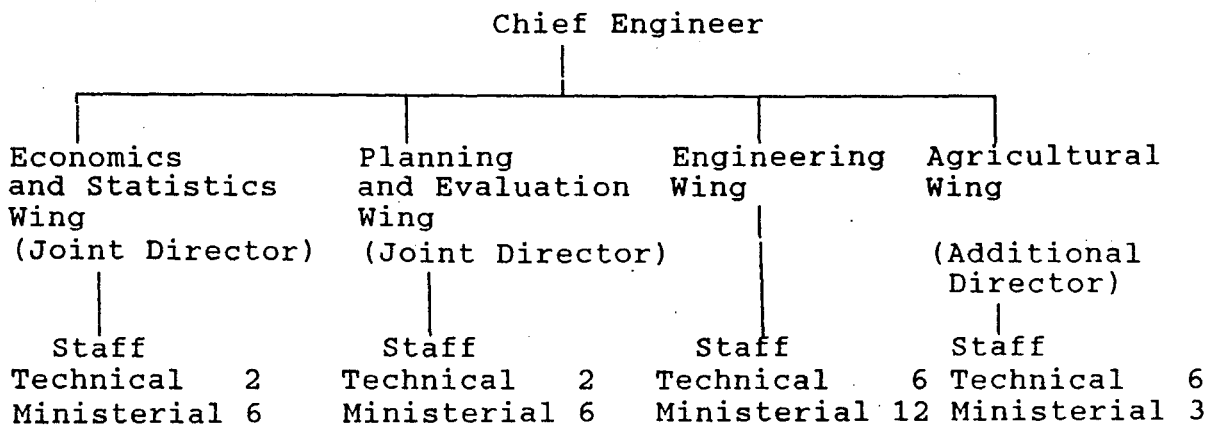 Chief Engineer
Economics and Statistics Wing (Joint Director)
Planning and Evaluation Wing (Joint Director)
Engineering Wing
Agricultural Wing (Additional Director)
Staff
Technical 2
Ministerial 6
Staff
Technical 2
Ministerial 6
Staff
Technical 6
Ministerial 12
Staff
Technical 6
Ministerial 3